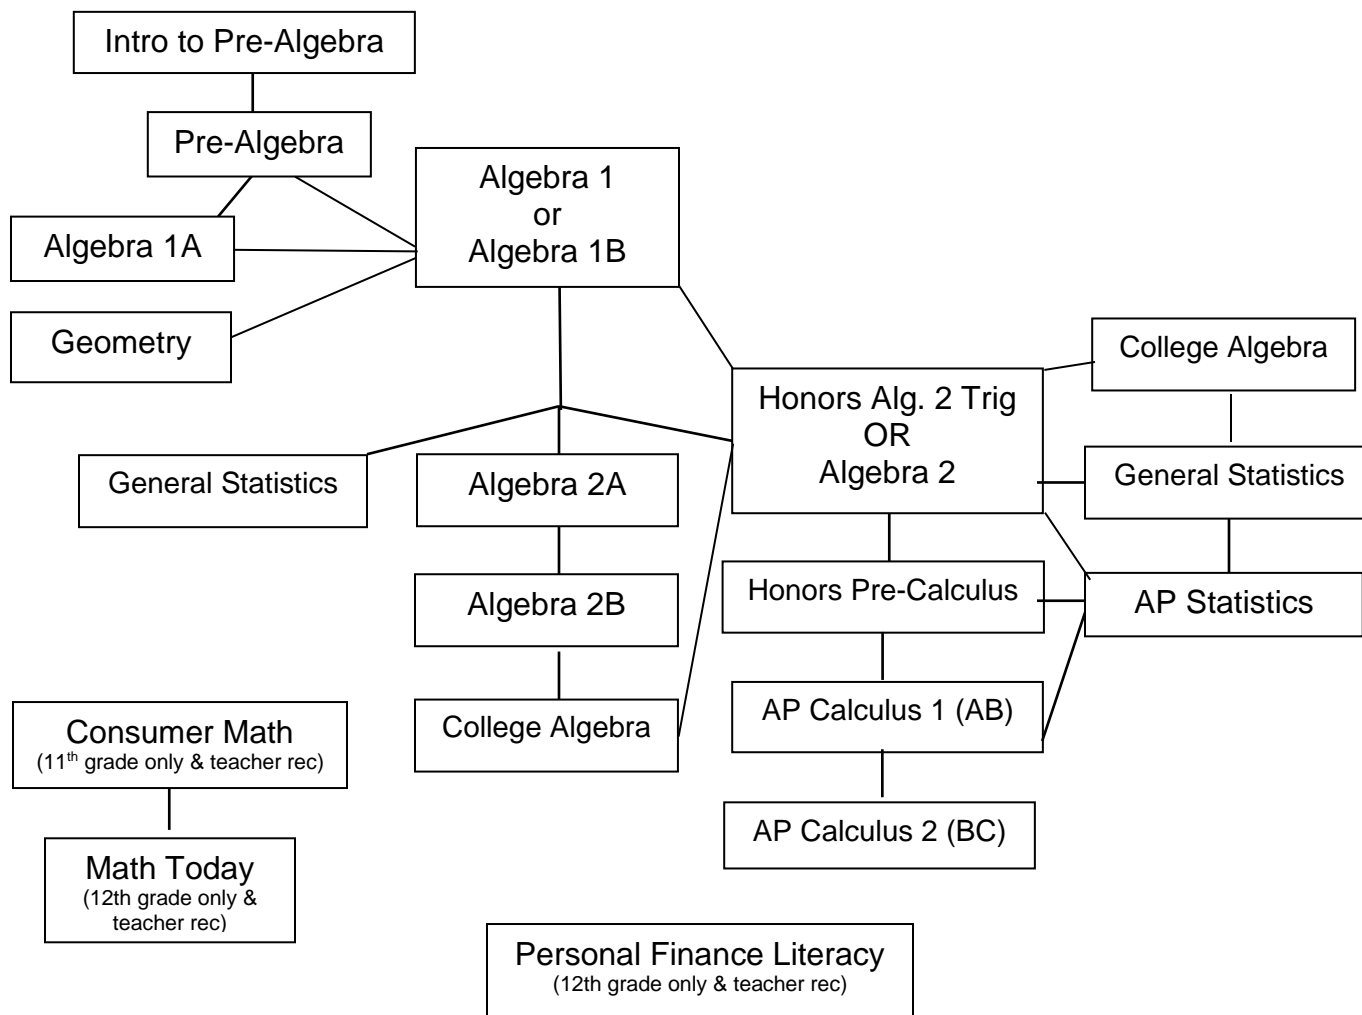 Intro to Pre-Algebra
Pre-Algebra
Algebra 1
or
Algebra 1B
Algebra 1A
Geometry
College Algebra
Honors Alg. 2 Trig
OR
Algebra 2
General Statistics
Algebra 2A
General Statistics
Algebra 2B
Honors Pre-Calculus
AP Statistics
College Algebra
AP Calculus 1 (AB)
Consumer Math
(11th grade only & teacher rec)
AP Calculus 2 (BC)
Math Today
(12th grade only &
teacher rec)
Personal Finance Literacy
(12th grade only & teacher rec)